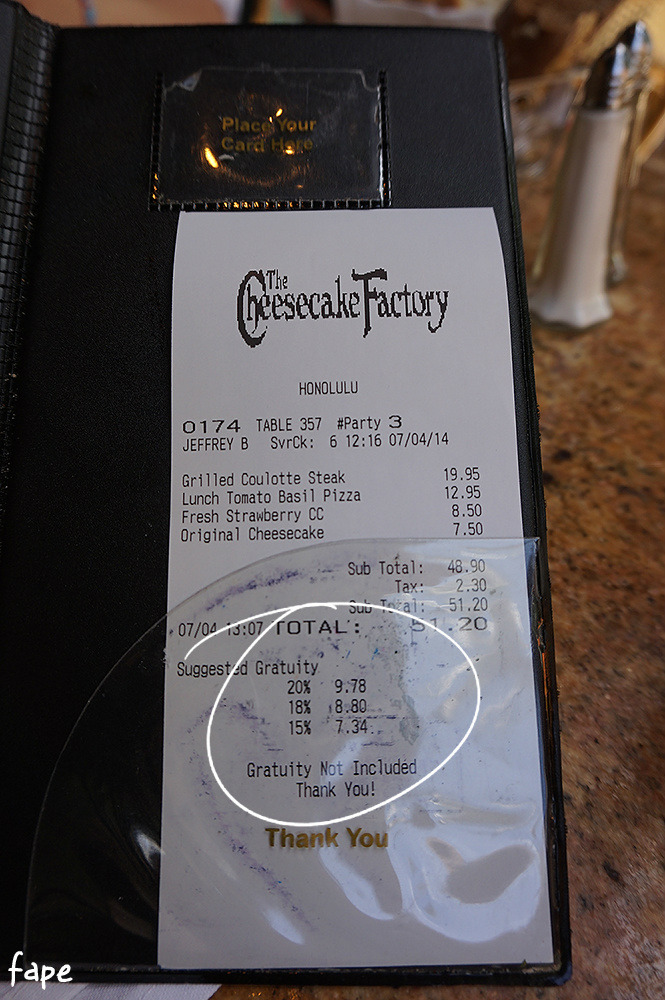 Place Your
Card Here
The
Cheesecake Factory
HONOLULU
0174 TABLE 357 #Party 3
JEFFREY B SvrCk: 6 12:16 07/04/14
Grilled Coulotte Steak 19.95
Lunch Tomato Basil Pizza 12.95
Fresh Strawberry CC 8.50
Original Cheesecake 7.50
Sub Total: 48.90
Tax: 2.30
Sub Total: 51.20
07/04 13:07 TOTAL: 51.20
Suggested Gratuity
20% 9.78
18% 8.80
15% 7.34
Gratuity Not Included
Thank You!
Thank You
fape